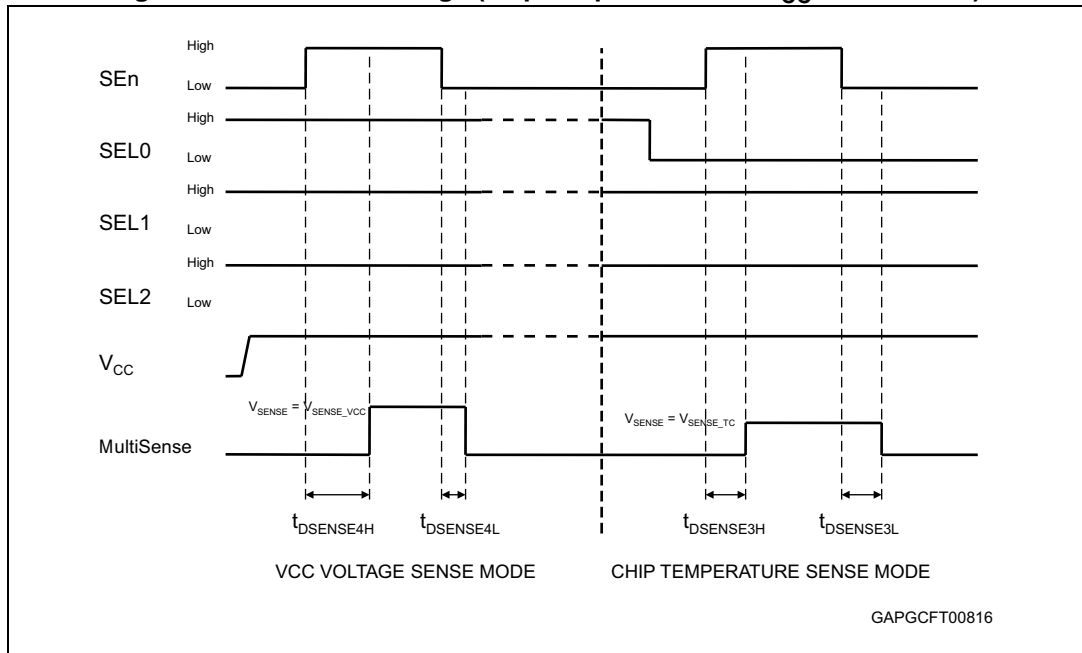 High
SEn
Low
High
SEL0
Low
High
SEL1
Low
High
SEL2
Low
VCC
VSENSE = VSENSE_VCC
VSENSE = VSENSE_TC
MultiSense
tDSENSE4H
tDSENSE4L
tDSENSE3H
tDSENSE3L
VCC VOLTAGE SENSE MODE
CHIP TEMPERATURE SENSE MODE
GAPGCFT00816